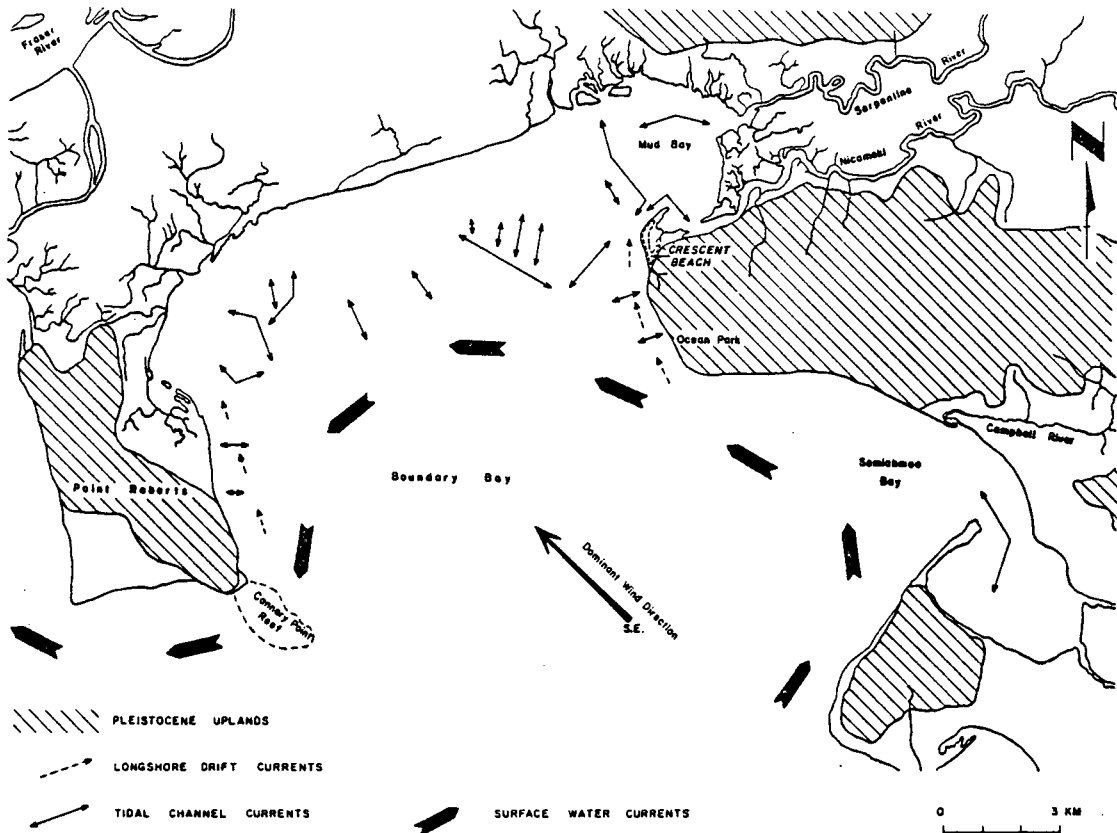 Fraser
River
River
Serpentine
Mud Bay
River
Nicomekl
N
CRESCENT
BEACH
Ocean Park
Campbell River
Semiahmoo
Bay
Boundary Bay
Point Roberts
Dominant Wind Direction
S.E.
Cannery Point
Reef
PLEISTOCENE UPLANDS
LONGSHORE DRIFT CURRENTS
TIDAL CHANNEL CURRENTS
SURFACE WATER CURRENTS
0 3 KM